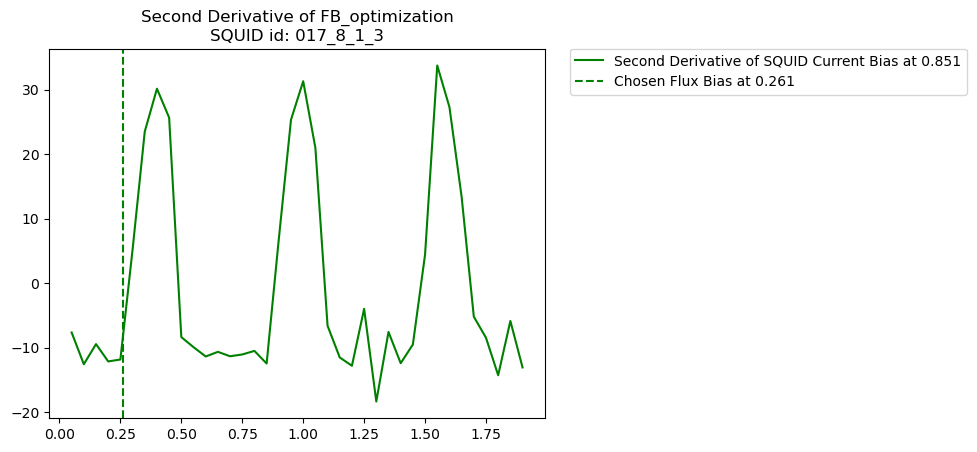 Second Derivative of FB_optimization
SQUID id: 017_8_1_3
Second Derivative of SQUID Current Bias at 0.851
Chosen Flux Bias at 0.261
30
20
10
0
−10
−20
0.00 0.25 0.50 0.75 1.00 1.25 1.50 1.75